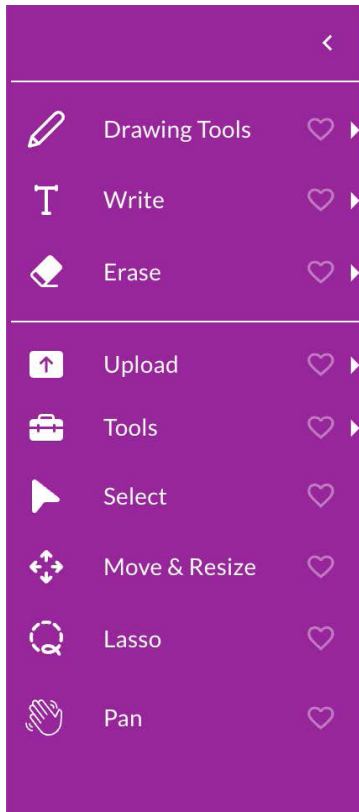 Drawing Tools
Write
Erase
Upload
Tools
Select
Move & Resize
Lasso
Pan